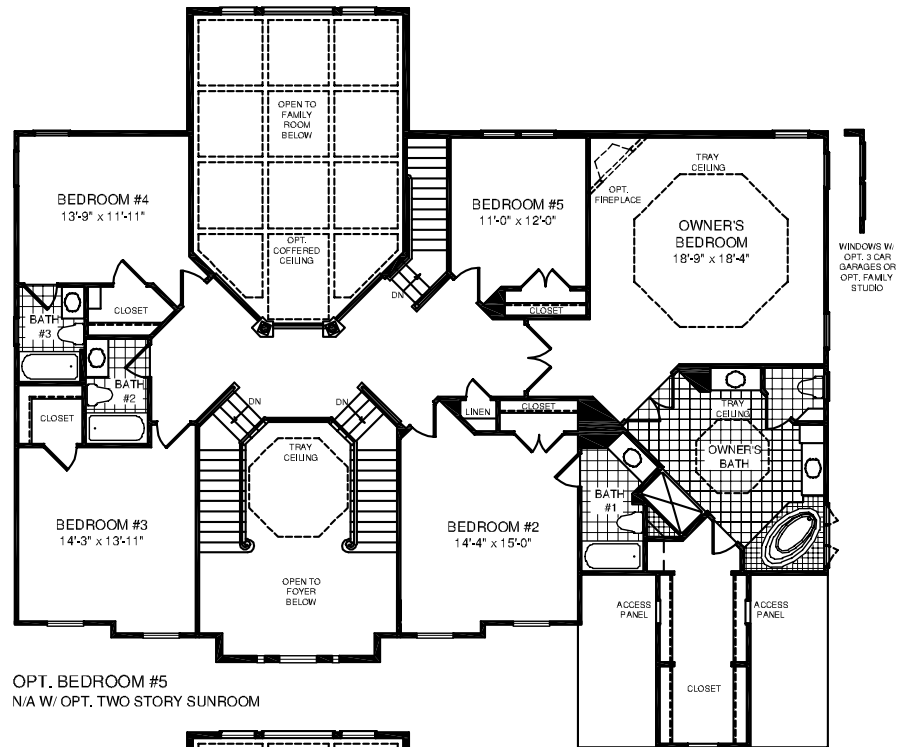 OPEN TO
FAMILY
ROOM
BELOW
BEDROOM #4
13'-9" x 11'-11"
BEDROOM #5
11'-0" x 12'-0"
OPT.
FIREPLACE
TRAY
CEILING
OWNER'S
BEDROOM
18'-9" x 18'-4"
WINDOWS W/
OPT. 3 CAR
GARAGES OR
OPT. FAMILY
STUDIO
OPT.
COFFERED
CEILING
DN
CLOSET
CLOSET
BATH
#3
BATH
#2
CLOSET
DN
DN
LINEN
CLOSET
TRAY
CEILING
TRAY
CEILING
OWNER'S
BATH
BATH
#1
BEDROOM #3
14'-3" x 13'-11"
BEDROOM #2
14'-4" x 15'-0"
OPEN TO
FOYER
BELOW
ACCESS
PANEL
ACCESS
PANEL
CLOSET
OPT. BEDROOM #5
N/A W/ OPT. TWO STORY SUNROOM